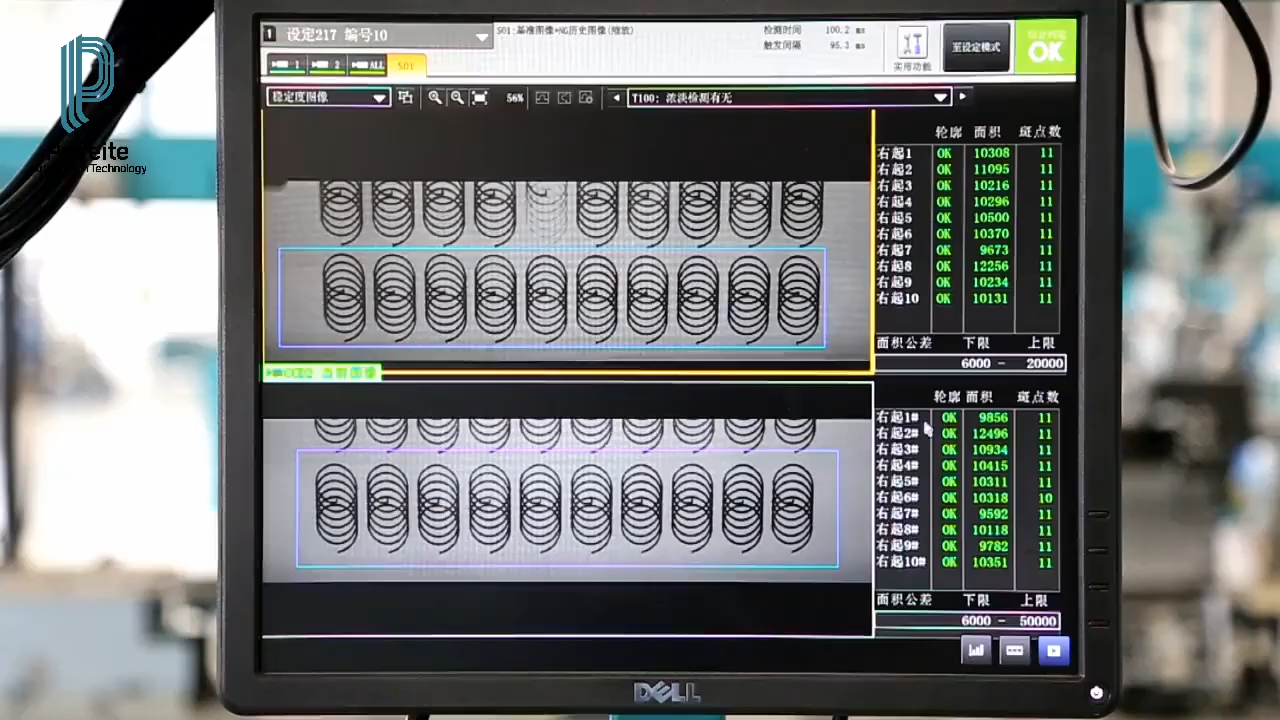 1 设定217 编号10
S01:基准图像+NG历史图像(缩放)
检测时间 100.2 ms
触发间隔 95.3 ms
实用功能
至设定模式
OK
1 2 ALL S01
稳定度图像
56%
T100: 浓淡检测有无
轮廓 面积 斑点数
右起1 OK 10308 11
右起2 OK 11095 11
右起3 OK 10216 11
右起4 OK 10296 11
右起5 OK 10500 11
右起6 OK 10370 11
右起7 OK 9673 11
右起8 OK 12256 11
右起9 OK 10234 11
右起10 OK 10131 11
面积公差 下限 上限
6000 - 20000
轮廓 面积 斑点数
右起1# OK 9856 11
右起2# OK 12496 11
右起3# OK 10934 11
右起4# OK 10415 11
右起5# OK 10311 11
右起6# OK 10318 10
右起7# OK 9592 11
右起8# OK 10118 11
右起9# OK 9782 11
右起10# OK 10351 11
面积公差 下限 上限
6000 - 50000
DELL
Technology